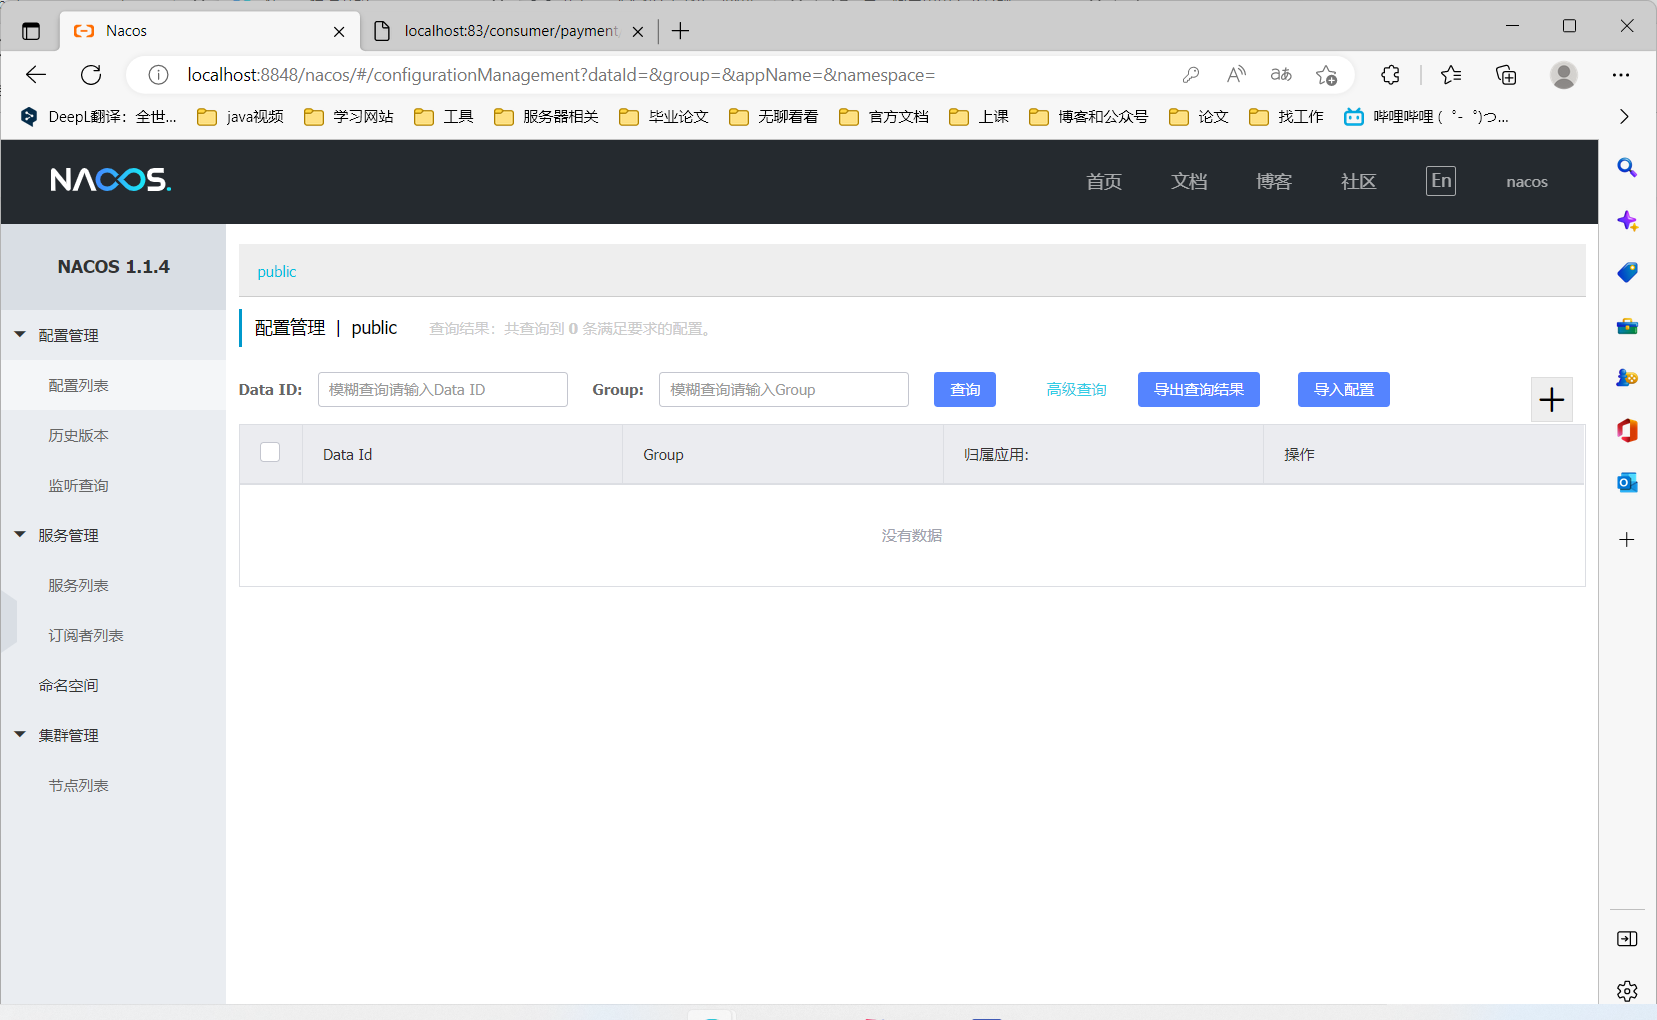 Nacos
localhost:83/consumer/payment
localhost:8848/nacos/#/configurationManagement?dataId=&group=&appName=&namespace=
aあ
DeepL翻译：全世... java视频 学习网站 工具 服务器相关 毕业论文 无聊看看 官方文档 上课 博客和公众号 论文 找工作 哔哩哔哩 (゜-゜)つ...
NACOS.
首页 文档 博客 社区 En nacos
NACOS 1.1.4
配置管理
配置列表
历史版本
监听查询
服务管理
服务列表
订阅者列表
命名空间
集群管理
节点列表
public
配置管理 | public 查询结果：共查询到 0 条满足要求的配置。
Data ID: 模糊查询请输入Data ID Group: 模糊查询请输入Group 查询 高级查询 导出查询结果 导入配置
Data Id Group 归属应用: 操作
没有数据